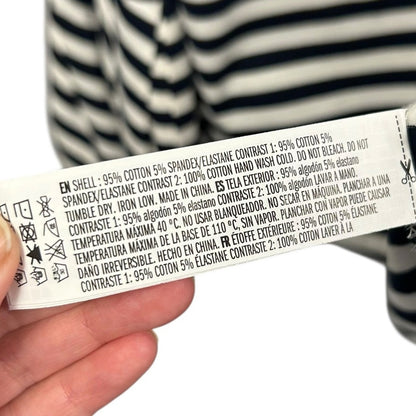 EN SHELL : 95% COTTON 5% SPANDEX/ELASTANE CONTRAST 1: 95% COTTON 5%
SPANDEX/ELASTANE CONTRAST 2: 100% COTTON HAND WASH COLD. DO NOT BLEACH. DO NOT
TUMBLE DRY. IRON LOW. MADE IN CHINA. ES TELA EXTERIOR : 95% algodón 5% elastano
CONTRASTE 1: 95% algodón 5% elastano CONTRASTE 2: 100% algodón LAVAR A MANO.
TEMPERATURA MÁXIMA 40 °C. NO USAR BLANQUEADOR. NO SECAR EN MÁQUINA. PLANCHAR A UNA
TEMPERATURA MÁXIMA DE LA BASE DE 110 °C, SIN VAPOR. PLANCHAR CON VAPOR PUEDE CAUSAR
DAÑO IRREVERSIBLE. HECHO EN CHINA. FR ÉTOFFE EXTÉRIEURE : 95% COTON 5% ÉLASTANE
CONTRASTE 1: 95% COTON 5% ÉLASTANE CONTRASTE 2: 100% COTON LAVER À LA